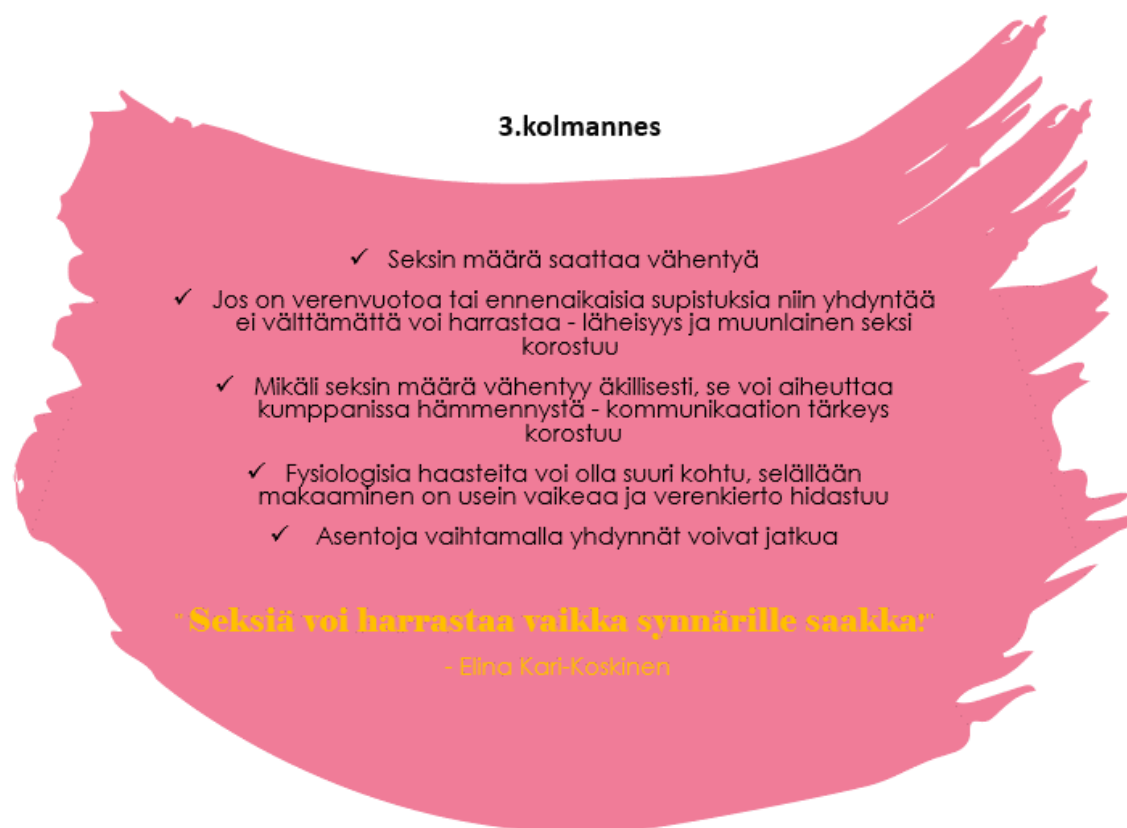 3.kolmannes
✓ Seksin määrä saattaa vähentyä
✓ Jos on verenvuotoa tai ennenaikaisia supistuksia niin yhdyntää
ei välttämättä voi harrastaa - läheisyys ja muunlainen seksi
korostuu
✓ Mikäli seksin määrä vähentyy äkillisesti, se voi aiheuttaa
kumppanissa hämmennystä - kommunikaation tärkeys
korostuu
✓ Fysiologisia haasteita voi olla suuri kohtu, selällään
makaaminen on usein vaikeaa ja verenkierto hidastuu
✓ Asentoja vaihtamalla yhdynnät voivat jatkua
"Seksiä voi harrastaa vaikka synnärille saakka!"
- Elina Kari-Koskinen